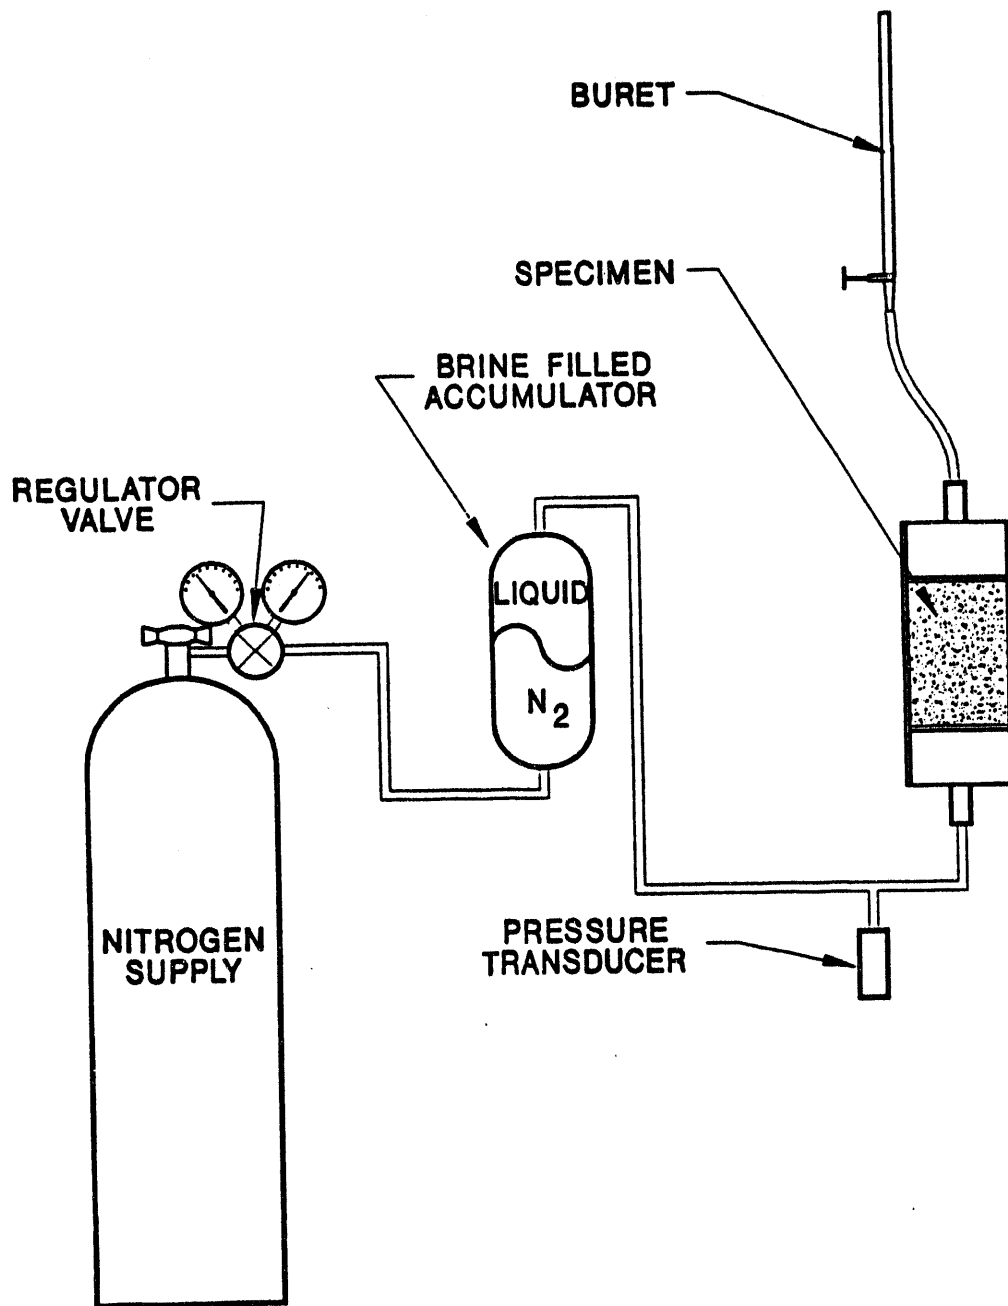 BURET
SPECIMEN
BRINE FILLED
ACCUMULATOR
REGULATOR
VALVE
LIQUID
N2
NITROGEN
SUPPLY
PRESSURE
TRANSDUCER